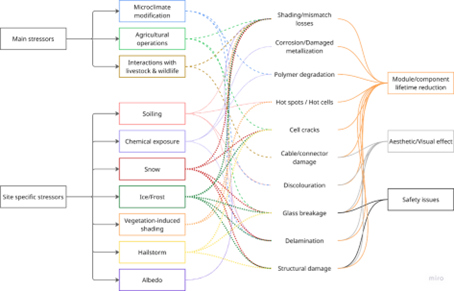 Main stressors
Microclimate
modification
Agricultural
operations
Interactions with
livestock & wildlife
Site specific stressors
Soiling
Chemical exposure
Snow
Ice/Frost
Vegetation-induced
shading
Hailstorm
Albedo
Shading/mismatch
losses
Corrosion/Damaged
metallization
Polymer degradation
Hot spots / Hot cells
Cell cracks
Cable/connector
damage
Discolouration
Glass breakage
Delamination
Structural damage
Module/component
lifetime reduction
Aesthetic/Visual effect
Safety issues
miro